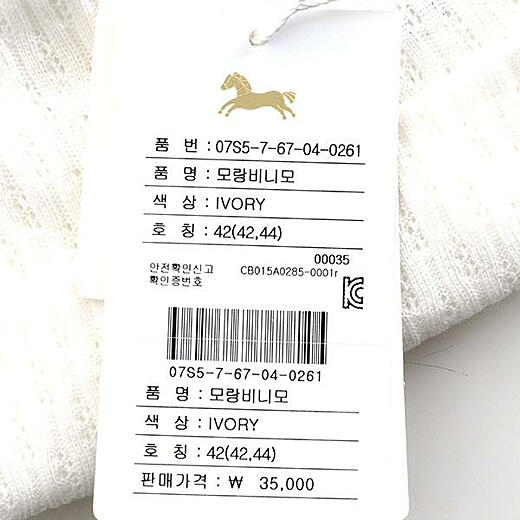 품 번 : 07S5-7-67-04-0261
품 명 : 모랑비니모
색 상 : IVORY
호 칭 : 42(42,44)
00035
안전확인신고 CB015A0285-0001r
확인증번호
07S5-7-67-04-0261
품 명 : 모랑비니모
색 상 : IVORY
호 칭 : 42(42,44)
판매가격 : ₩ 35,000